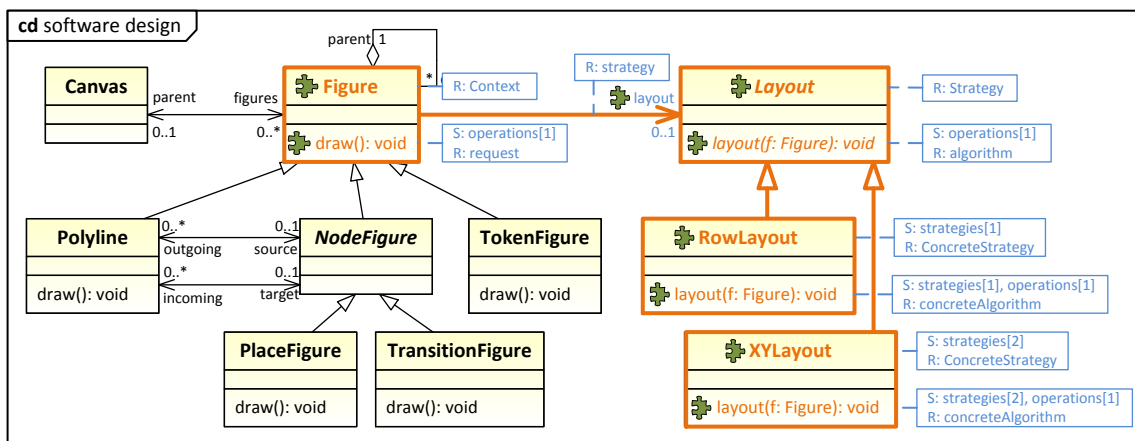 cd software design
parent 1
*
Canvas
parent
figures
0..1
0..*
Figure
R: Context
draw(): void
S: operations[1]
R: request
R: strategy
layout
0..1
Layout
R: Strategy
layout(f: Figure): void
S: operations[1]
R: algorithm
Polyline
draw(): void
0..*
0..1
outgoing
source
0..*
0..1
incoming
target
NodeFigure
TokenFigure
draw(): void
RowLayout
S: strategies[1]
R: ConcreteStrategy
layout(f: Figure): void
S: strategies[1], operations[1]
R: concreteAlgorithm
PlaceFigure
draw(): void
TransitionFigure
draw(): void
XYLayout
S: strategies[2]
R: ConcreteStrategy
layout(f: Figure): void
S: strategies[2], operations[1]
R: concreteAlgorithm